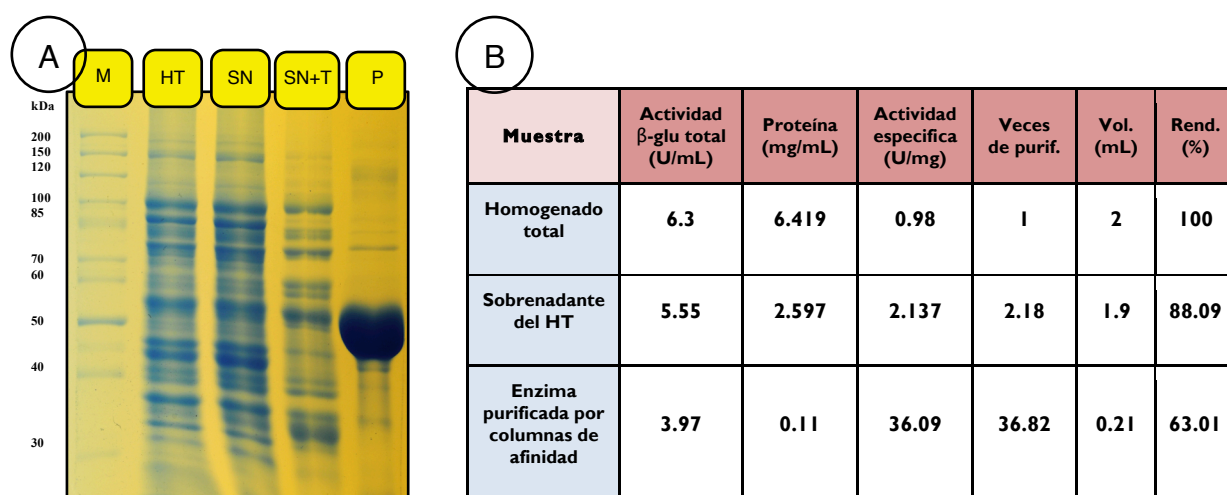 A
M
HT
SN
SN+T
P
kDa
200
150
120
100
85
70
60
50
40
30
B
Muestra
Actividad
β-glu total
(U/mL)
Proteína
(mg/mL)
Actividad
especifica
(U/mg)
Veces
de purif.
Vol.
(mL)
Rend.
(%)
Homogenado
total
6.3
6.419
0.98
1
2
100
Sobrenadante
del HT
5.55
2.597
2.137
2.18
1.9
88.09
Enzima
purificada por
columnas de
afinidad
3.97
0.11
36.09
36.82
0.21
63.01